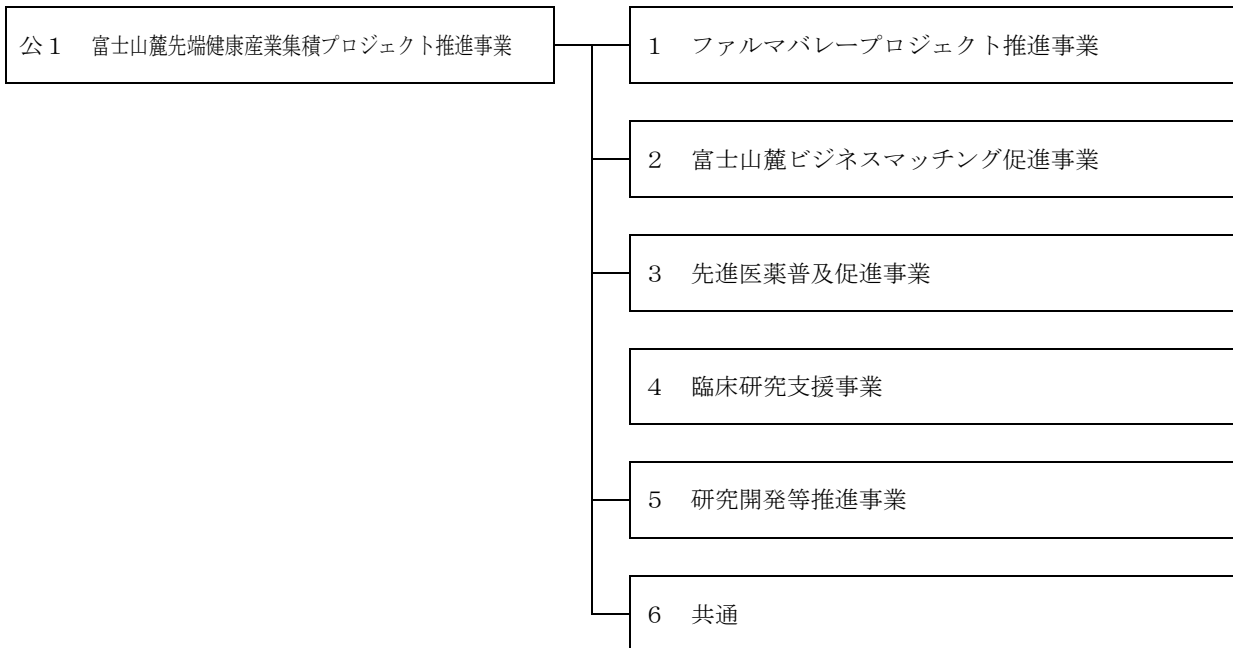 公１　富士山麓先端健康産業集積プロジェクト推進事業
１　ファルマバレープロジェクト推進事業
２　富士山麓ビジネスマッチング促進事業
３　先進医薬普及促進事業
４　臨床研究支援事業
５　研究開発等推進事業
６　共通